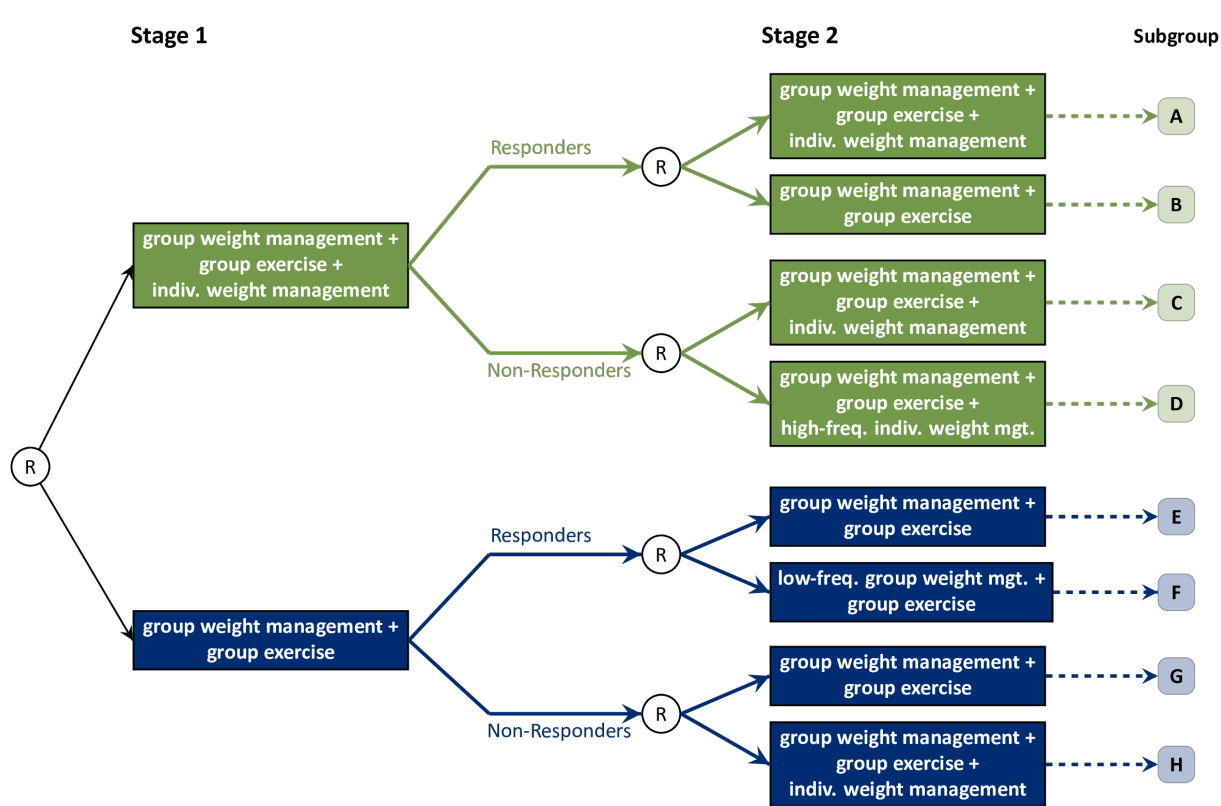 Stage 1
Stage 2
Subgroup
group weight management +
group exercise +
indiv. weight management
A
Responders
R
group weight management +
group exercise
B
group weight management +
group exercise +
indiv. weight management
group weight management +
group exercise +
indiv. weight management
C
R
Non-Responders
group weight management +
group exercise +
high-freq. indiv. weight mgt.
D
R
group weight management +
group exercise
E
Responders
R
low-freq. group weight mgt. +
group exercise
F
group weight management +
group exercise
group weight management +
group exercise
G
R
Non-Responders
group weight management +
group exercise +
indiv. weight management
H